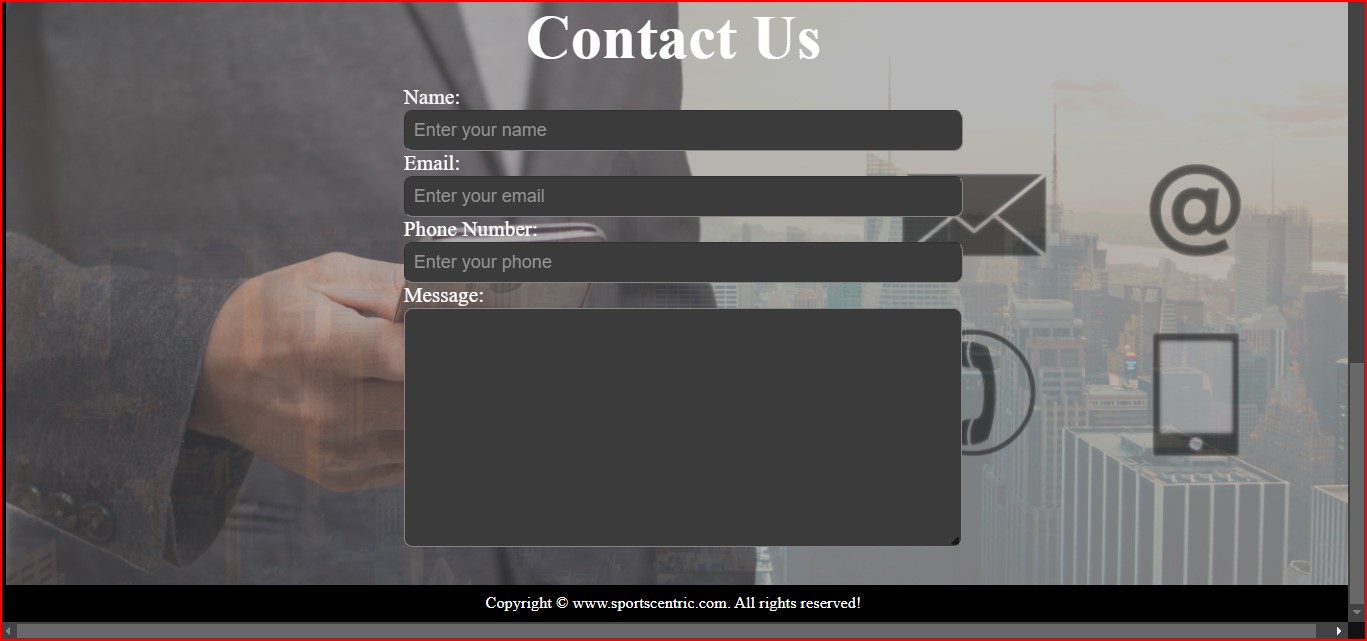 Contact Us
Name:
Enter your name
Email:
Enter your email
Phone Number:
Enter your phone
Message:
Copyright © www.sportscentric.com. All rights reserved!